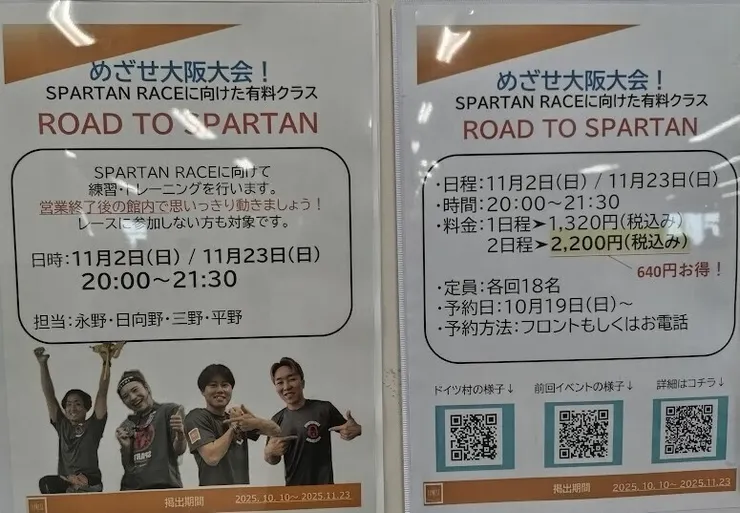 めざせ大阪大会！
SPARTAN RACEに向けた有料クラス
ROAD TO SPARTAN
SPARTAN RACEに向けて
練習・トレーニングを行います。
営業終了後の館内で思いっきり動きましょう！
レースに参加しない方も対象です。
日時：11月2日(日) / 11月23日(日)
20:00～21:30
担当：永野・日向野・三野・平野
掲出期間 2025. 10. 10～ 2025.11.23
めざせ大阪大会！
SPARTAN RACEに向けた有料クラス
ROAD TO SPARTAN
・日程：11月2日(日) / 11月23日(日)
・時間：20:00～21:30
・料金：1日程➤1,320円(税込み)
2日程➤2,200円(税込み)
640円お得！
・定員：各回18名
・予約日：10月19日(日)～
・予約方法：フロントもしくはお電話
ドイツ村の様子↓ 前回イベントの様子↓ 詳細はコチラ↓
掲出期間 2025. 10. 10～ 2025.11.23